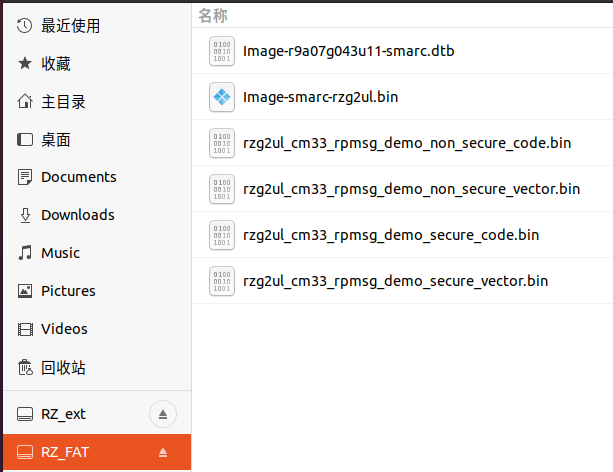 最近使用
收藏
主目录
桌面
Documents
Downloads
Music
Pictures
Videos
回收站
RZ_ext
RZ_FAT
名称
Image-r9a07g043u11-smarc.dtb
Image-smarc-rzg2ul.bin
rzg2ul_cm33_rpmsg_demo_non_secure_code.bin
rzg2ul_cm33_rpmsg_demo_non_secure_vector.bin
rzg2ul_cm33_rpmsg_demo_secure_code.bin
rzg2ul_cm33_rpmsg_demo_secure_vector.bin